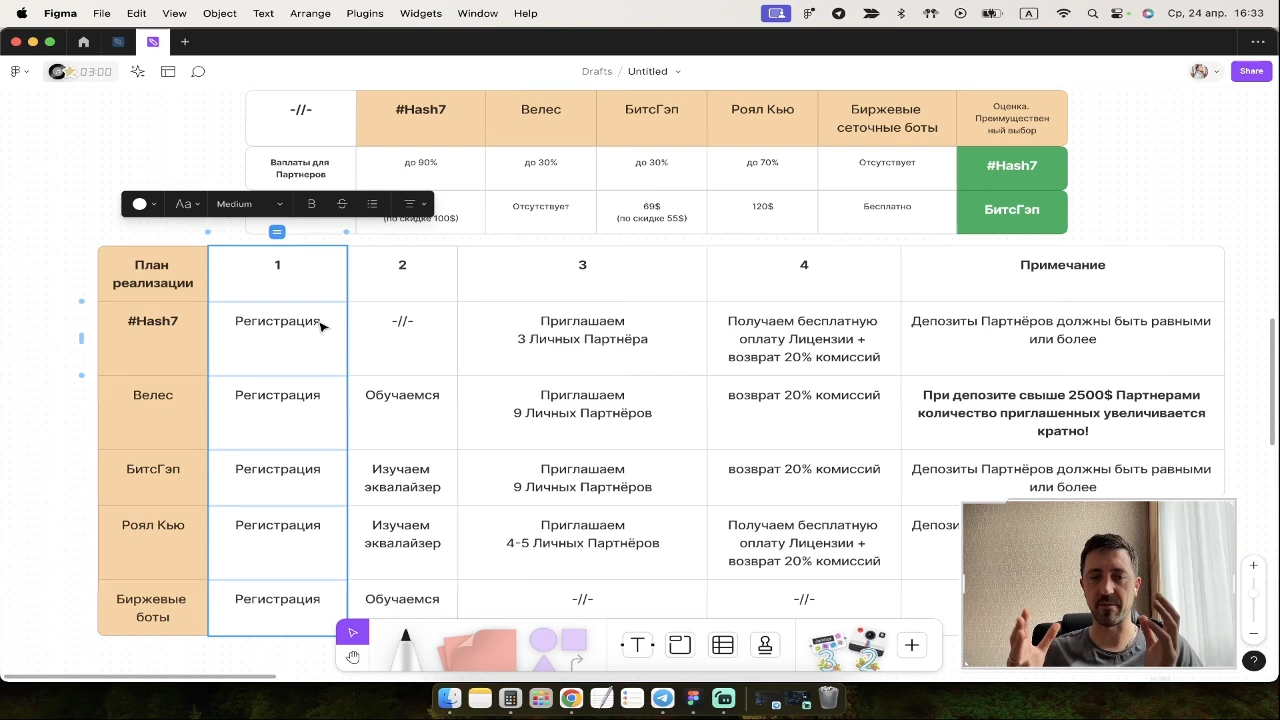 Figma File Edit View Object Text Arrange Plugins Widgets Window Help A Ср, 24 апр. 16:33
03:00 Drafts / Untitled Share
-//- #Hash7 Велес БитсГэп Роял Кью Биржевые Оценка.
сеточные боты Преимуществен
ный выбор
Ваплаты для до 90% до 30% до 30% до 70% Отсутствует #Hash7
Партнеров
Aa Medium B S
(по скидке 100$) Отсутствует 69$ 120$ Бесплатно БитсГэп
(по скидке 55$)
План 1 2 3 4 Примечание
реализации
#Hash7 Регистрация -//- Приглашаем Получаем бесплатную Депозиты Партнёров должны быть равными
3 Личных Партнёра оплату Лицензии + или более
возврат 20% комиссий
Велес Регистрация Обучаемся Приглашаем возврат 20% комиссий При депозите свыше 2500$ Партнерами
9 Личных Партнёров количество приглашенных увеличивается
кратно!
БитсГэп Регистрация Изучаем Приглашаем возврат 20% комиссий Депозиты Партнёров должны быть равными
эквалайзер 9 Личных Партнёров или более
Роял Кью Регистрация Изучаем Приглашаем Получаем бесплатную Депози
эквалайзер 4-5 Личных Партнёров оплату Лицензии +
возврат 20% комиссий
Биржевые Регистрация Обучаемся -//- -//-
боты
T
?